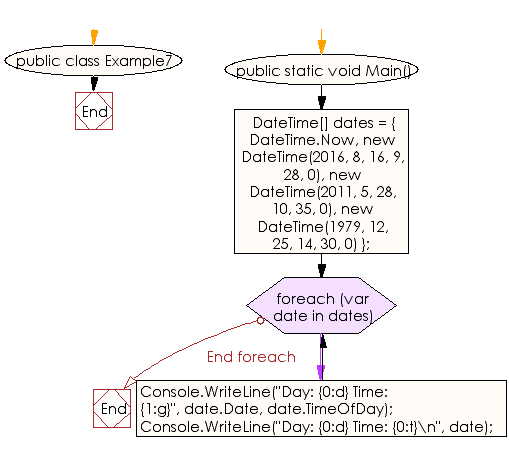 public class Example7
End
public static void Main()
DateTime[] dates = {
DateTime.Now, new
DateTime(2016, 8, 16, 9,
28, 0), new
DateTime(2011, 5, 28,
10, 35, 0), new
DateTime(1979, 12,
25, 14, 30, 0) };
foreach (var
date in dates)
End foreach
End
Console.WriteLine("Day: {0:d} Time:
{1:g}", date.Date, date.TimeOfDay);
Console.WriteLine("Day: {0:d} Time: {0:t}\n", date);